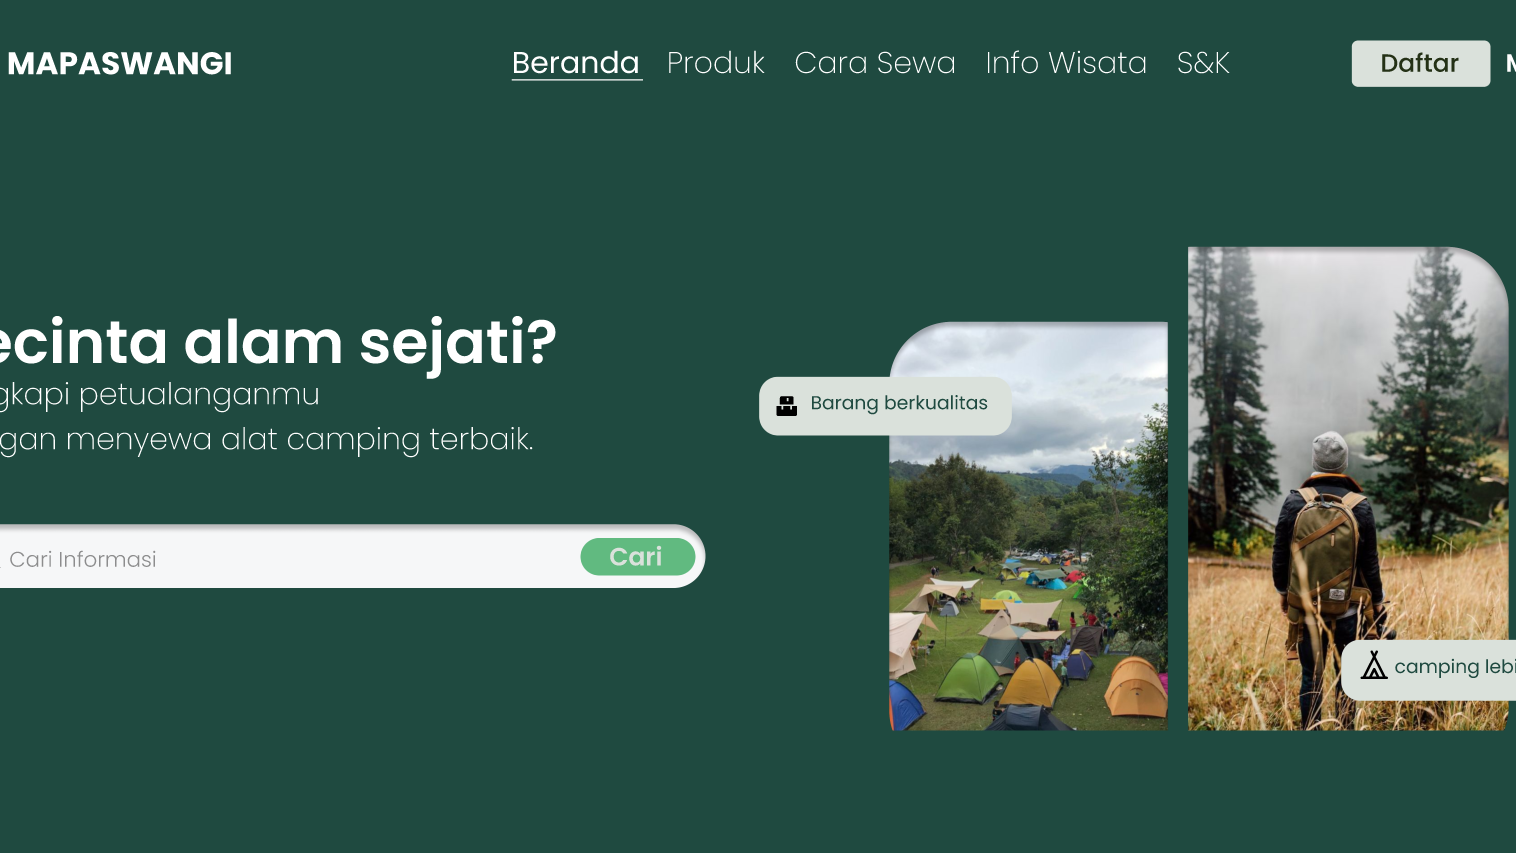 MAPASWANGI
Beranda Produk Cara Sewa Info Wisata S&K
Daftar
ecinta alam sejati?
gkapi petualanganmu
gan menyewa alat camping terbaik.
Cari Informasi
Cari
Barang berkualitas
camping lebi